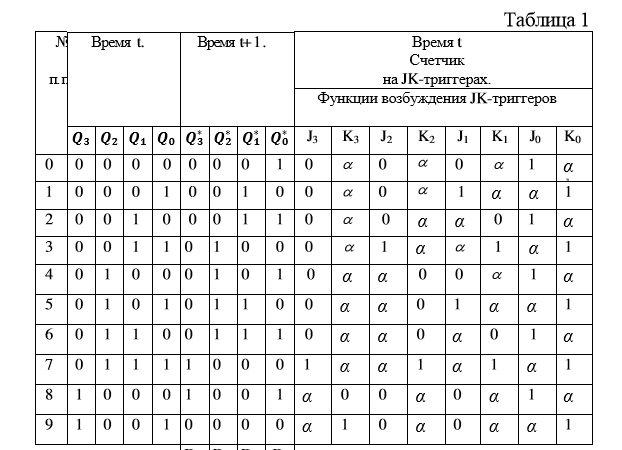 Таблица 1
№ Время t. Время t+1. Время t
Счетчик
п.п на JK-триггерах.
Функции возбуждения JK-триггеров
Q3 Q2 Q1 Q0 Q3* Q2* Q1* Q0* J3 K3 J2 K2 J1 K1 J0 K0
0 0 0 0 0 0 0 0 1 0 α 0 α 0 α 1 α
1 0 0 0 1 0 0 1 0 0 α 0 α 1 α α 1
2 0 0 1 0 0 0 1 1 0 α 0 α α 0 1 α
3 0 0 1 1 0 1 0 0 0 α 1 α α 1 α 1
4 0 1 0 0 0 1 0 1 0 α α 0 0 α 1 α
5 0 1 0 1 0 1 1 0 0 α α 0 1 α α 1
6 0 1 1 0 0 1 1 1 0 α α 0 α 0 1 α
7 0 1 1 1 1 0 0 0 1 α α 1 α 1 α 1
8 1 0 0 0 1 0 0 1 α 0 0 α 0 α 1 α
9 1 0 0 1 0 0 0 0 α 1 0 α 0 α α 1